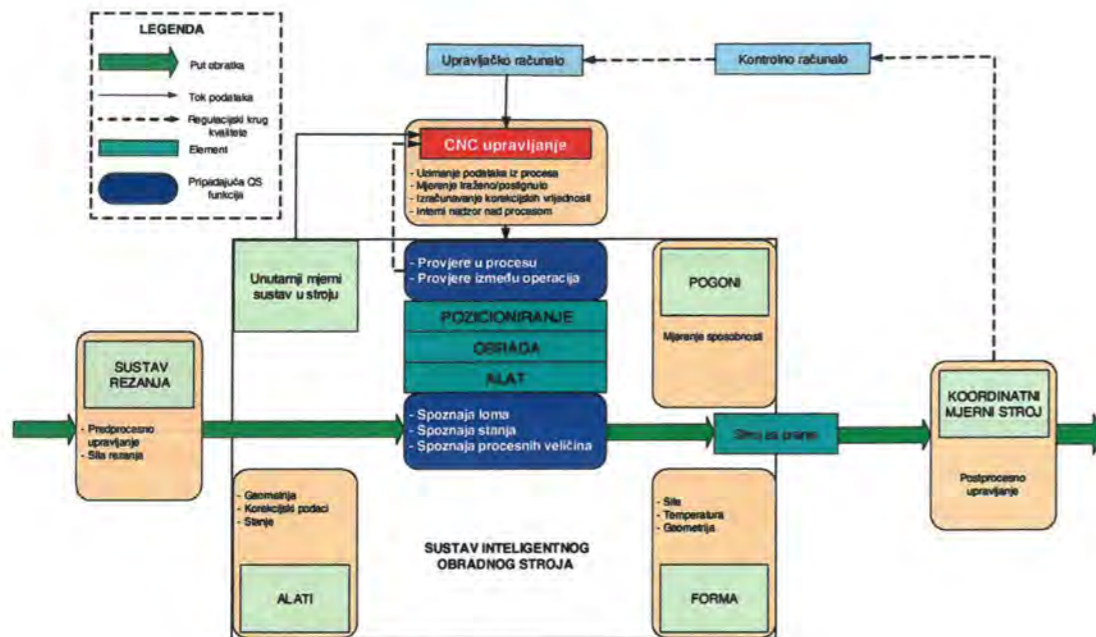 LEGENDA
Put obratka
Tok podataka
Regulacijski krug
kvalitete
Element
Pripadajuća QS
funkcija
Upravljačko računalo
Kontrolno računalo
CNC upravljanje
- Uzimanje podataka iz procesa
- Mjerenje traženo/postignuto
- Izračunavanje korekcijskih vrijednosti
- Interni nadzor nad procesom
Unutarnji mjerni
sustav u stroju
- Provjere u procesu
- Provjere između operacija
POGONI
Mjerenje sposobnosti
POZICIONIRANJE
OBRADA
ALAT
SUSTAV
REZANJA
- Predprocesno
upravljanje
- Sila rezanja
- Spoznaja loma
- Spoznaja stanja
- Spoznaja procesnih veličina
Stroj za pranje
KOORDINATNI
MJERNI STROJ
Postprocesno
upravljanje
- Geometrija
- Korekcijski podaci
- Stanje
ALATI
SUSTAV INTELIGENTNOG
OBRADNOG STROJA
- Sile
- Temperatura
- Geometrija
FORMA